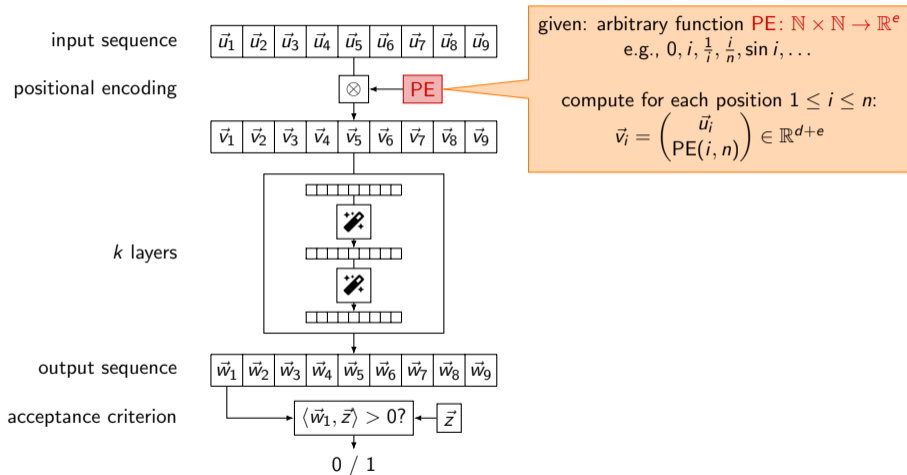 input sequence
u⃗₁ u⃗₂ u⃗₃ u⃗₄ u⃗₅ u⃗₆ u⃗₇ u⃗₈ u⃗₉
positional encoding
⊗ PE
v⃗₁ v⃗₂ v⃗₃ v⃗₄ v⃗₅ v⃗₆ v⃗₇ v⃗₈ v⃗₉
given: arbitrary function PE: ℕ × ℕ → ℝᵉ
e.g., 0, i, 1/i, i/n, sin i, …
compute for each position 1 ≤ i ≤ n:
v⃗ᵢ = (u⃗ᵢ PE(i, n)) ∈ ℝᵈ⁺ᵉ
k layers
output sequence
w⃗₁ w⃗₂ w⃗₃ w⃗₄ w⃗₅ w⃗₆ w⃗₇ w⃗₈ w⃗₉
acceptance criterion
⟨w⃗₁, z⃗⟩ > 0? z⃗
0 / 1